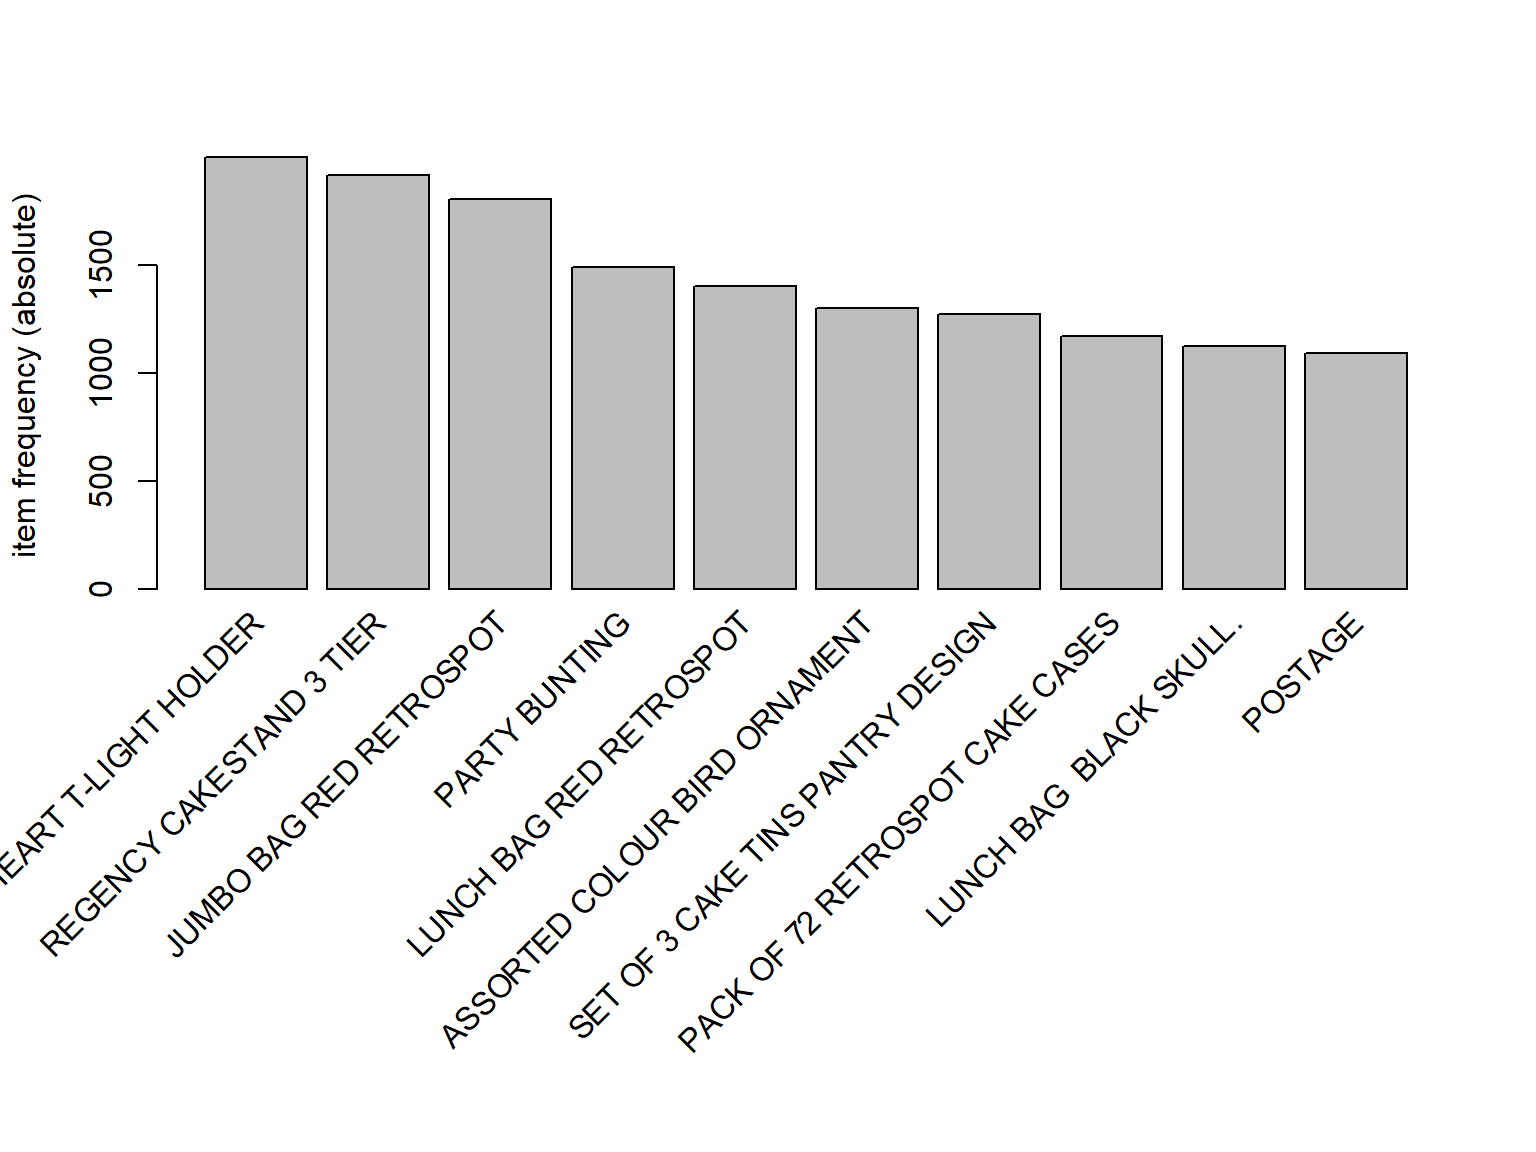 item frequency (absolute)
1500
1000
500
0
T-LIGHT HOLDER
REGENCY CAKESTAND 3 TIER
JUMBO BAG RED RETROSPOT
PARTY BUNTING
LUNCH BAG RED RETROSPOT
ASSORTED COLOUR BIRD ORNAMENT
SET OF 3 CAKE TINS PANTRY DESIGN
PACK OF 72 RETROSPOT CAKE CASES
LUNCH BAG  BLACK SKULL.
POSTAGE